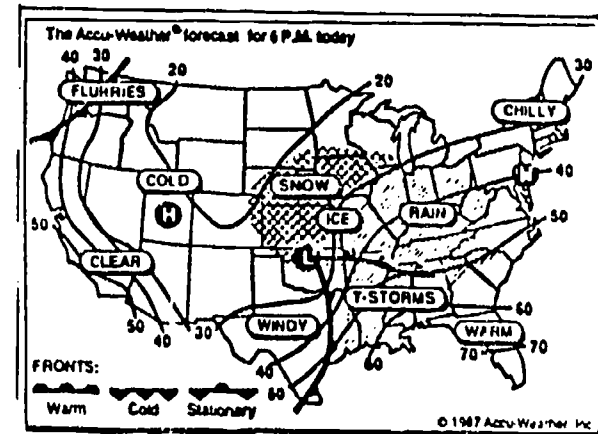 The Accu-Weather® forecast for 6 P.M. today
40 30
20
20
30
FLURRIES
CHILLY
COLD
SNOW
H
40
H
ICE
RAIN
50
50
CLEAR
L
T-STORMS
60
50 40 30
WINDY
WARM
40
60
60
70 70
FRONTS:
Warm Cold Stationary
© 1987 Accu-Weather, Inc.